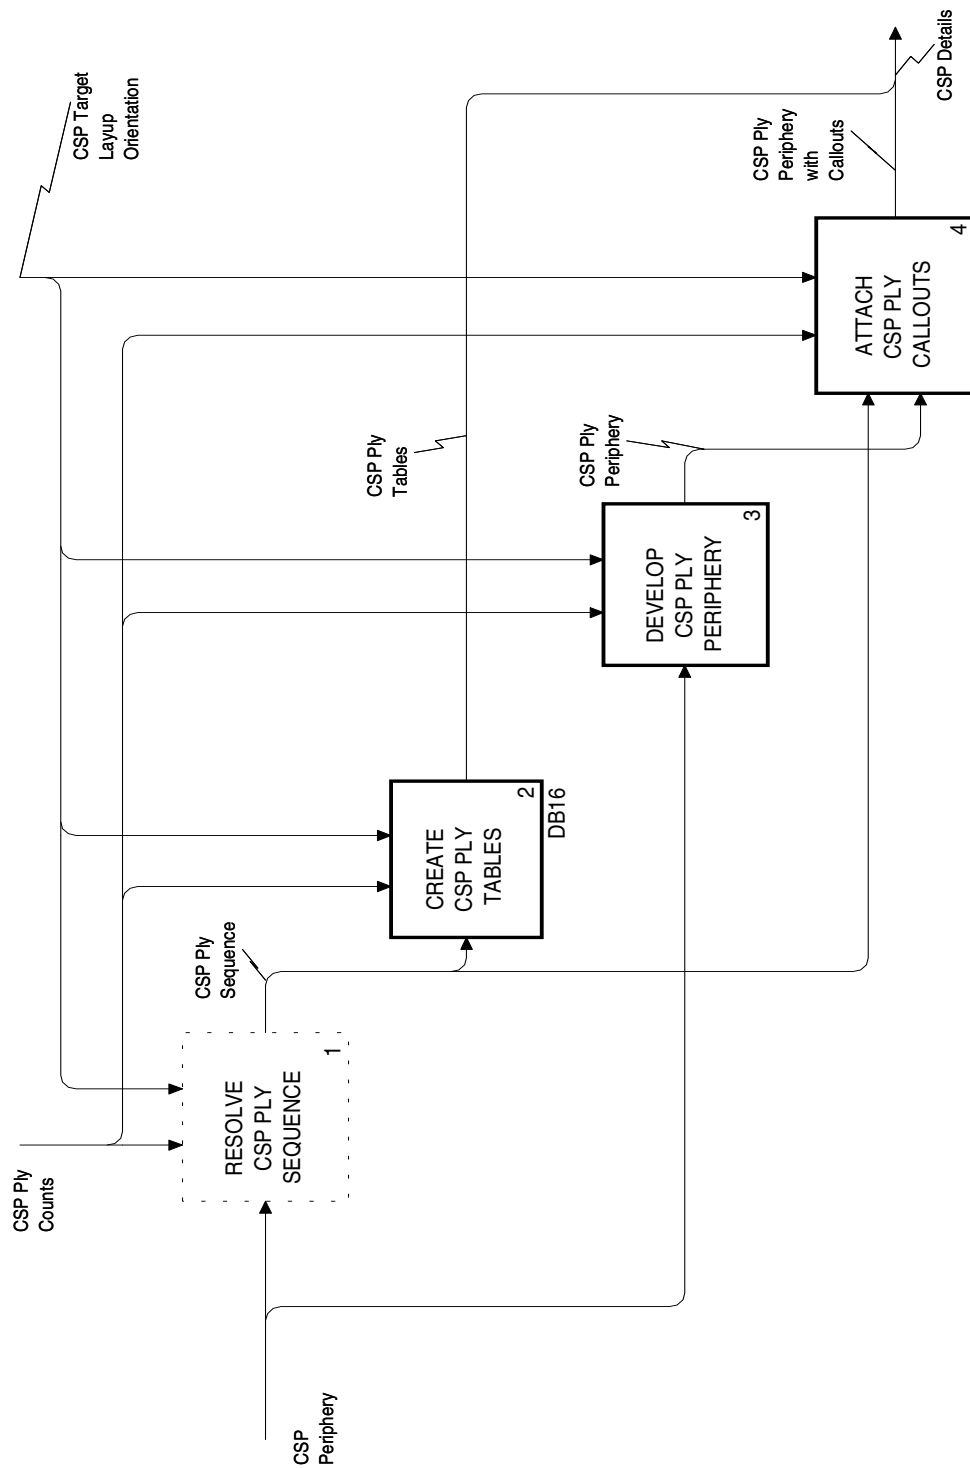 CSP Ply
Counts
CSP Target
Layup
Orientation
CSP
Periphery
RESOLVE
CSP PLY
SEQUENCE
1
CSP Ply
Sequence
CREATE
CSP PLY
TABLES
2
DB16
CSP Ply
Tables
DEVELOP
CSP PLY
PERIPHERY
3
CSP Ply
Periphery
ATTACH
CSP PLY
CALLOUTS
4
CSP Ply
Periphery
with
Callouts
CSP Details